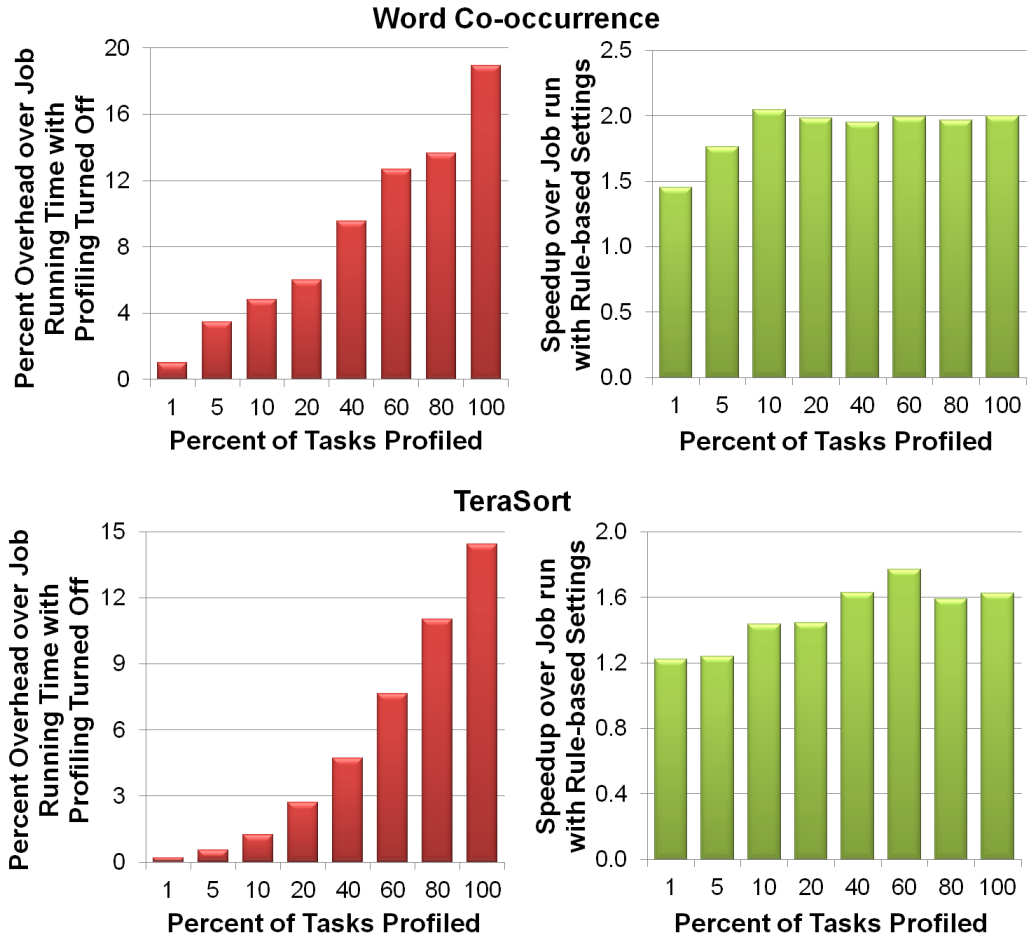 Word Co-occurrence
Percent Overhead over Job
Running Time with
Profiling Turned Off
20
16
12
8
4
0
1 5 10 20 40 60 80 100
Percent of Tasks Profiled
Speedup over Job run
with Rule-based Settings
2.5
2.0
1.5
1.0
0.5
0.0
1 5 10 20 40 60 80 100
Percent of Tasks Profiled
TeraSort
Percent Overhead over Job
Running Time with
Profiling Turned Off
15
12
9
6
3
0
1 5 10 20 40 60 80 100
Percent of Tasks Profiled
Speedup over Job run
with Rule-based Settings
2.0
1.6
1.2
0.8
0.4
0.0
1 5 10 20 40 60 80 100
Percent of Tasks Profiled